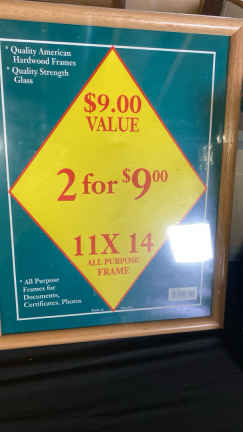 * Quality American
Hardwood Frames
* Quality Strength
Glass
$9.00
VALUE
2 for $9.00
11X 14
ALL PURPOSE
FRAME
* All Purpose
Frames for
Documents,
Certificates, Photos